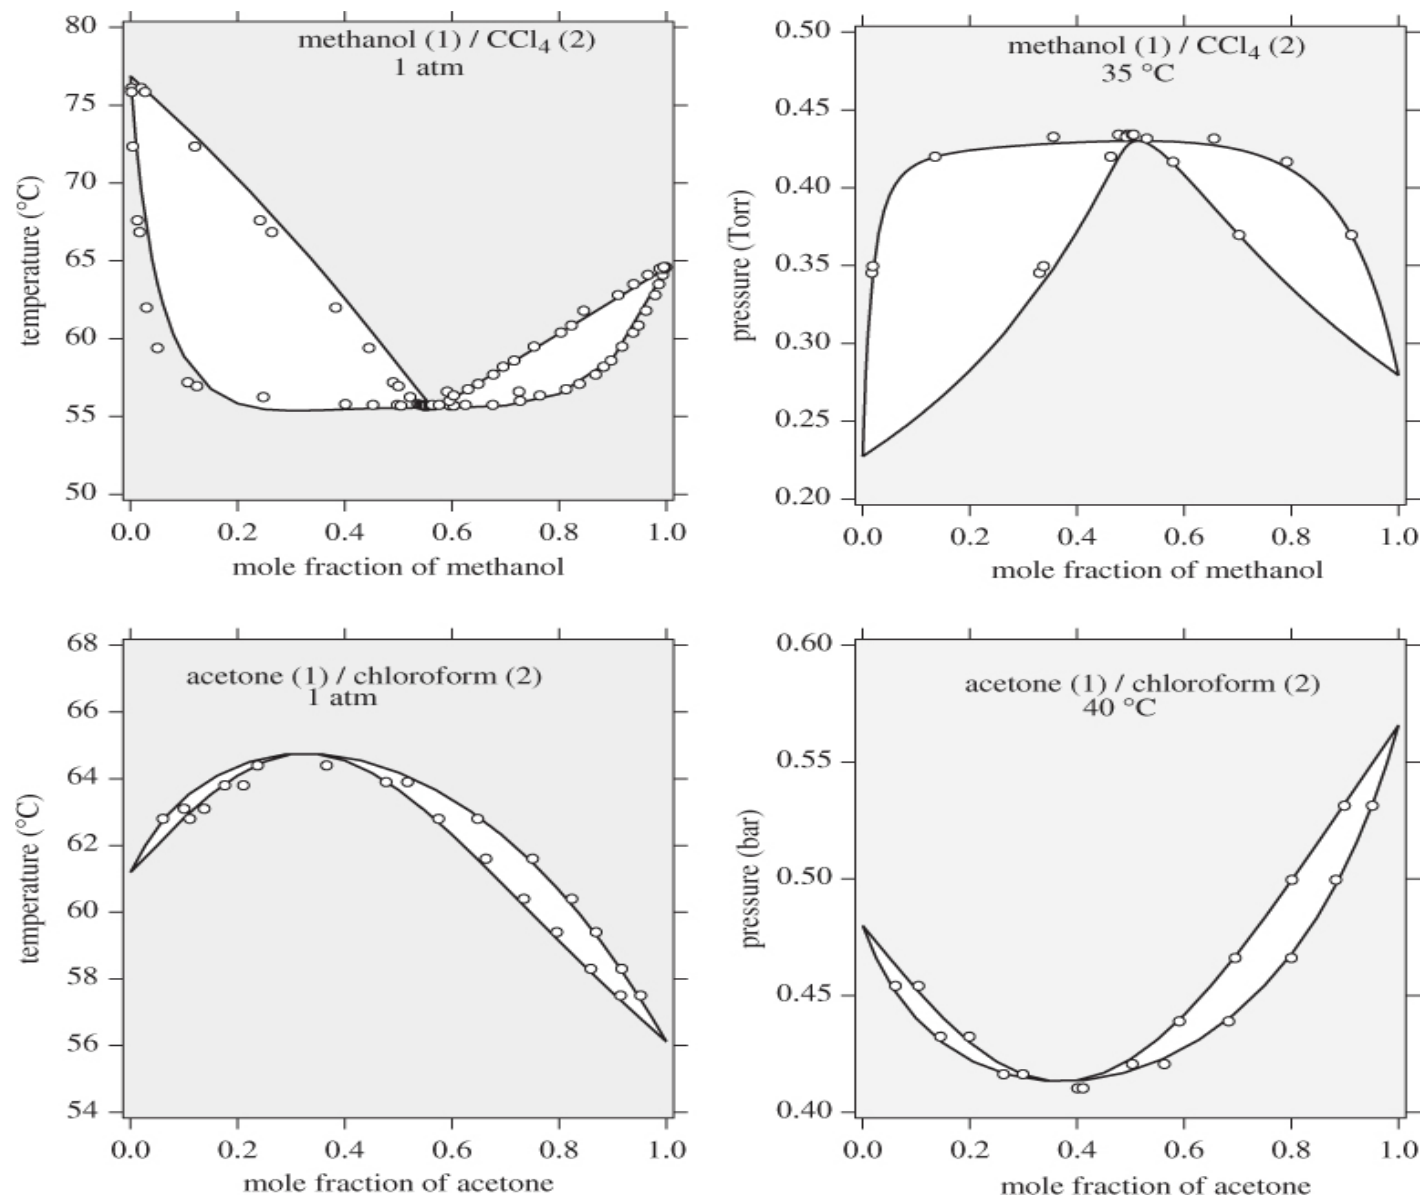 methanol (1) / CCl₄ (2)
1 atm
temperature (°C)
80
75
70
65
60
55
50
0.0 0.2 0.4 0.6 0.8 1.0
mole fraction of methanol
methanol (1) / CCl₄ (2)
35 °C
pressure (Torr)
0.50
0.45
0.40
0.35
0.30
0.25
0.20
0.0 0.2 0.4 0.6 0.8 1.0
mole fraction of methanol
acetone (1) / chloroform (2)
1 atm
temperature (°C)
68
66
64
62
60
58
56
54
0.0 0.2 0.4 0.6 0.8 1.0
mole fraction of acetone
acetone (1) / chloroform (2)
40 °C
pressure (bar)
0.60
0.55
0.50
0.45
0.40
0.0 0.2 0.4 0.6 0.8 1.0
mole fraction of acetone